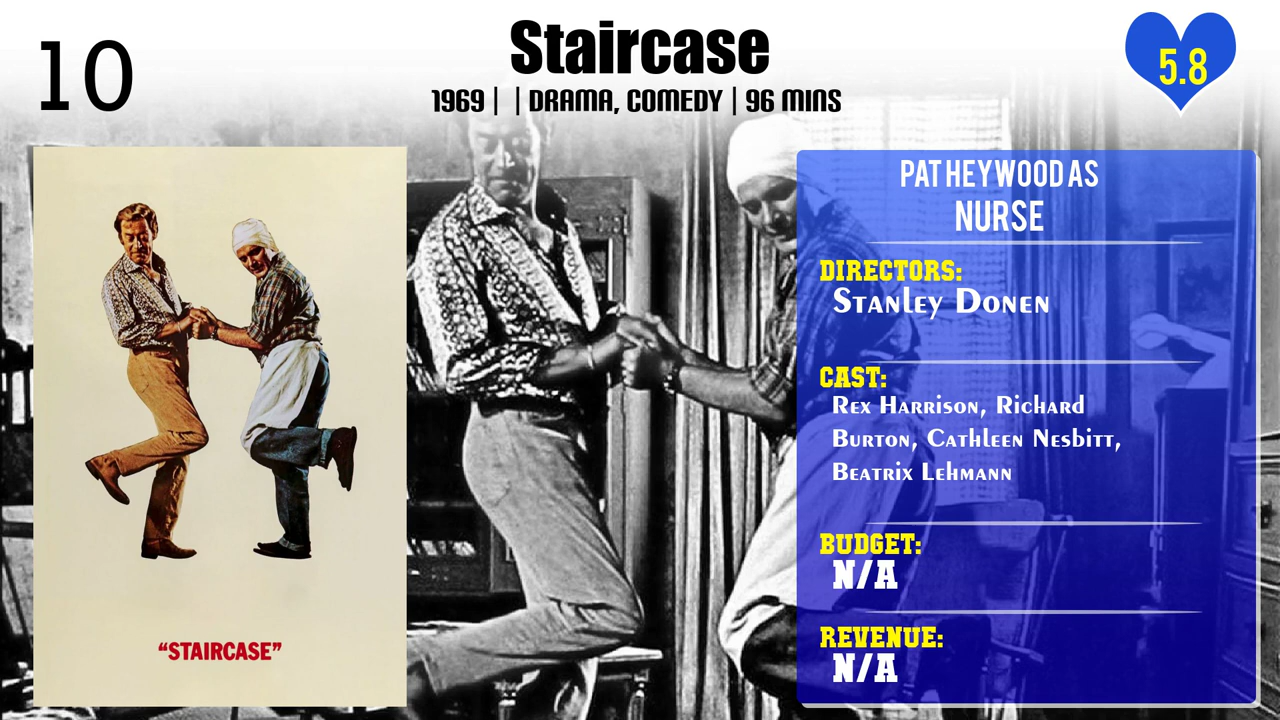 10
Staircase
1969 | | DRAMA, COMEDY | 96 MINS
5.8
"STAIRCASE"
PAT HEYWOOD AS
NURSE
DIRECTORS:
Stanley Donen
CAST:
Rex Harrison, Richard
Burton, Cathleen Nesbitt,
Beatrix Lehmann
BUDGET:
N/A
REVENUE:
N/A